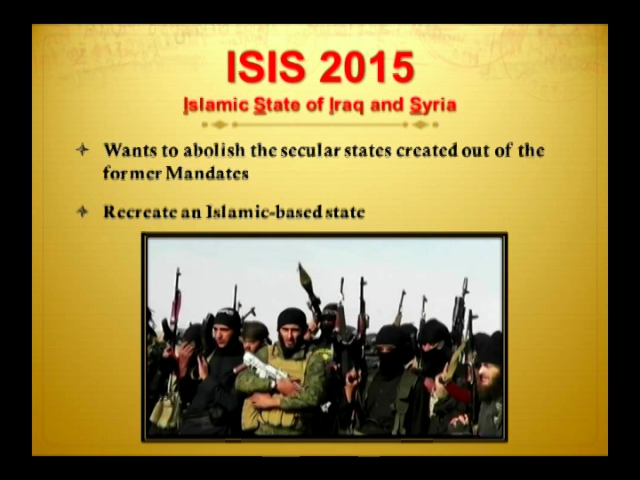 ISIS 2015
Islamic State of Iraq and Syria
Wants to abolish the secular states created out of the
former Mandates
Recreate an Islamic-based state